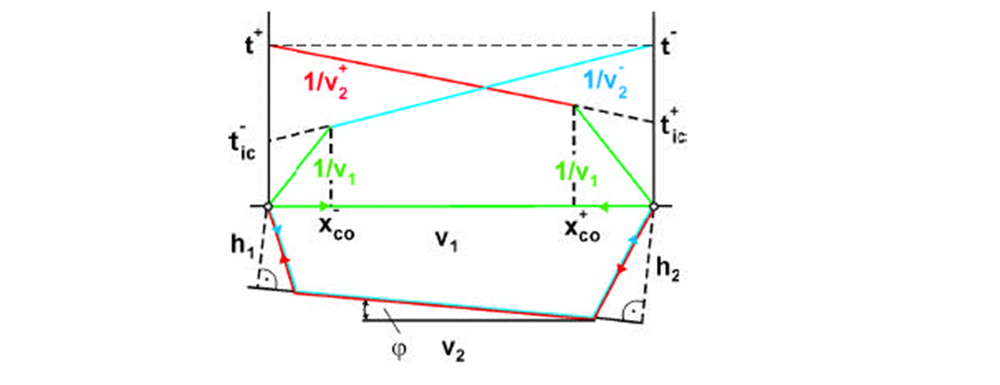 t⁺ t⁻
1/v₂⁺ 1/v₂⁻
t⁻ic t⁺ic
1/v₁ 1/v₁
x⁻co x⁺co
v₁
h₁ h₂
φ v₂